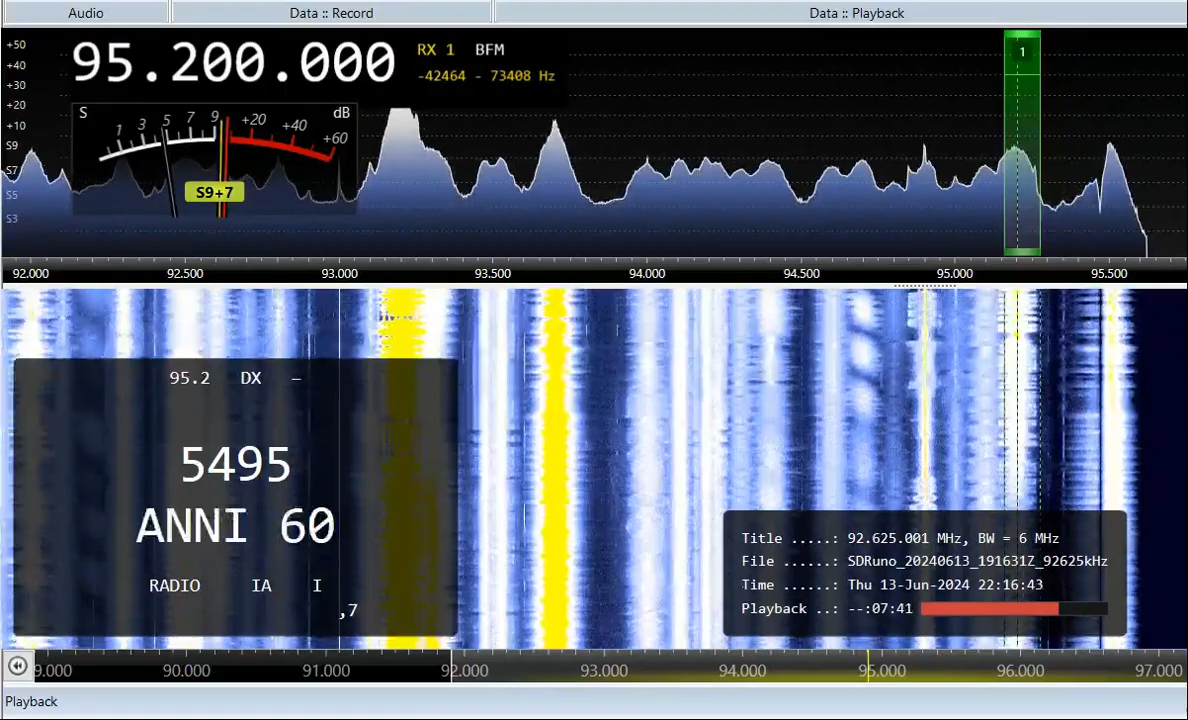 Audio Data :: Record Data :: Playback
+50
+40
+30
+20
+10
S9
S7
S5
S3
95.200.000 RX 1 BFM
-42464 - 73408 Hz
1
S 1 3 5 7 9 +20 +40 +60 dB
S9+7
92.000 92.500 93.000 93.500 94.000 94.500 95.000 95.500
95.2 DX –
5495
ANNI 60
RADIO IA I
,7
Title .....: 92.625.001 MHz, BW = 6 MHz
File ......: SDRuno_20240613_191631Z_92625kHz
Time ......: Thu 13-Jun-2024 22:16:43
Playback ..: --:07:41
9.000 90.000 91.000 92.000 93.000 94.000 95.000 96.000 97.000
Playback